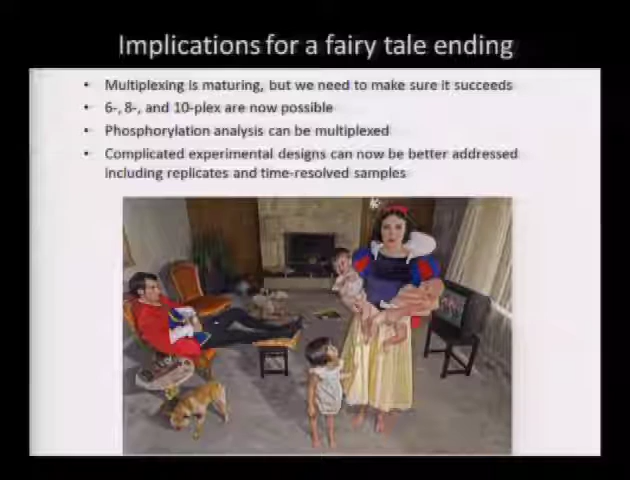 Implications for a fairy tale ending
• Multiplexing is maturing, but we need to make sure it succeeds
• 6-, 8-, and 10-plex are now possible
• Phosphorylation analysis can be multiplexed
• Complicated experimental designs can now be better addressed
including replicates and time-resolved samples